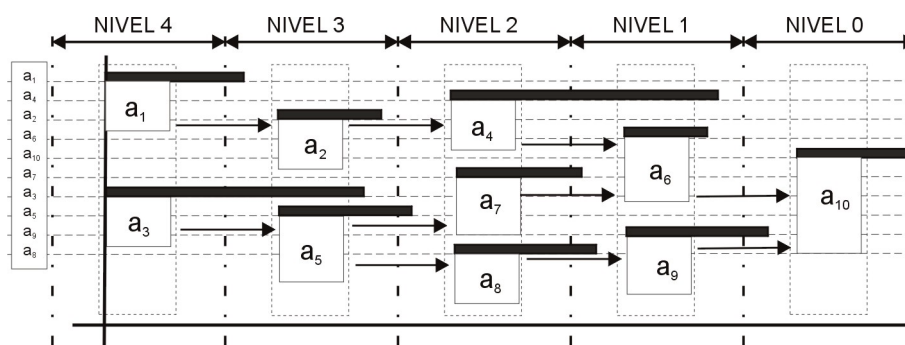 NIVEL 4 NIVEL 3 NIVEL 2 NIVEL 1 NIVEL 0
a₁
a₄
a₂
a₆
a₁₀
a₇
a₃
a₅
a₉
a₈
a₁
a₂
a₄
a₆
a₁₀
a₃
a₅
a₇
a₈
a₉